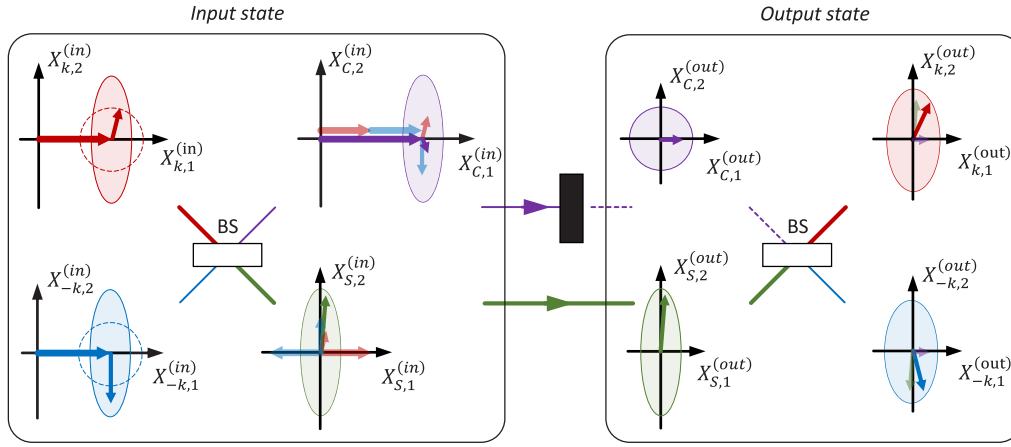 Input state
Output state
X_{k,2}^{(in)}
X_{k,1}^{(in)}
X_{C,2}^{(in)}
X_{C,1}^{(in)}
X_{C,2}^{(out)}
X_{C,1}^{(out)}
X_{k,2}^{(out)}
X_{k,1}^{(out)}
BS
BS
X_{-k,2}^{(in)}
X_{-k,1}^{(in)}
X_{S,2}^{(in)}
X_{S,1}^{(in)}
X_{S,2}^{(out)}
X_{S,1}^{(out)}
X_{-k,2}^{(out)}
X_{-k,1}^{(out)}